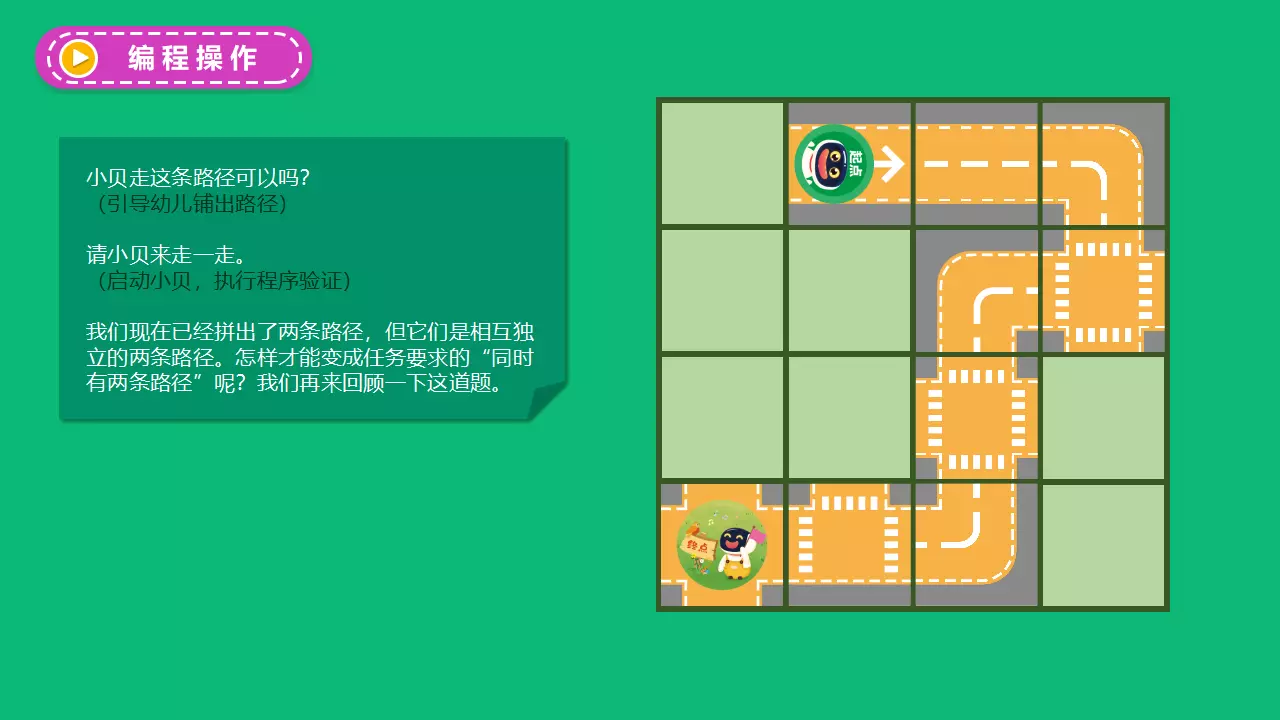 编程操作
小贝走这条路径可以吗？
（引导幼儿铺出路径）
请小贝来走一走。
（启动小贝，执行程序验证）
我们现在已经拼出了两条路径，但它们是相互独
立的两条路径。怎样才能变成任务要求的“同时
有两条路径”呢？我们再来回顾一下这道题。
起点
终点